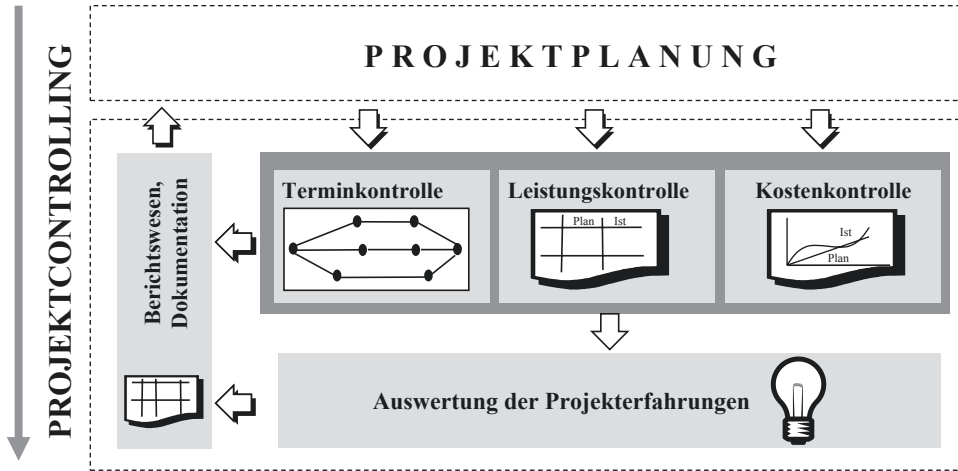 PROJEKTCONTROLLING
PROJEKTPLANUNG
Berichtswesen,
Dokumentation
Terminkontrolle
Leistungskontrolle
Plan Ist
Kostenkontrolle
Ist
Plan
Auswertung der Projekterfahrungen